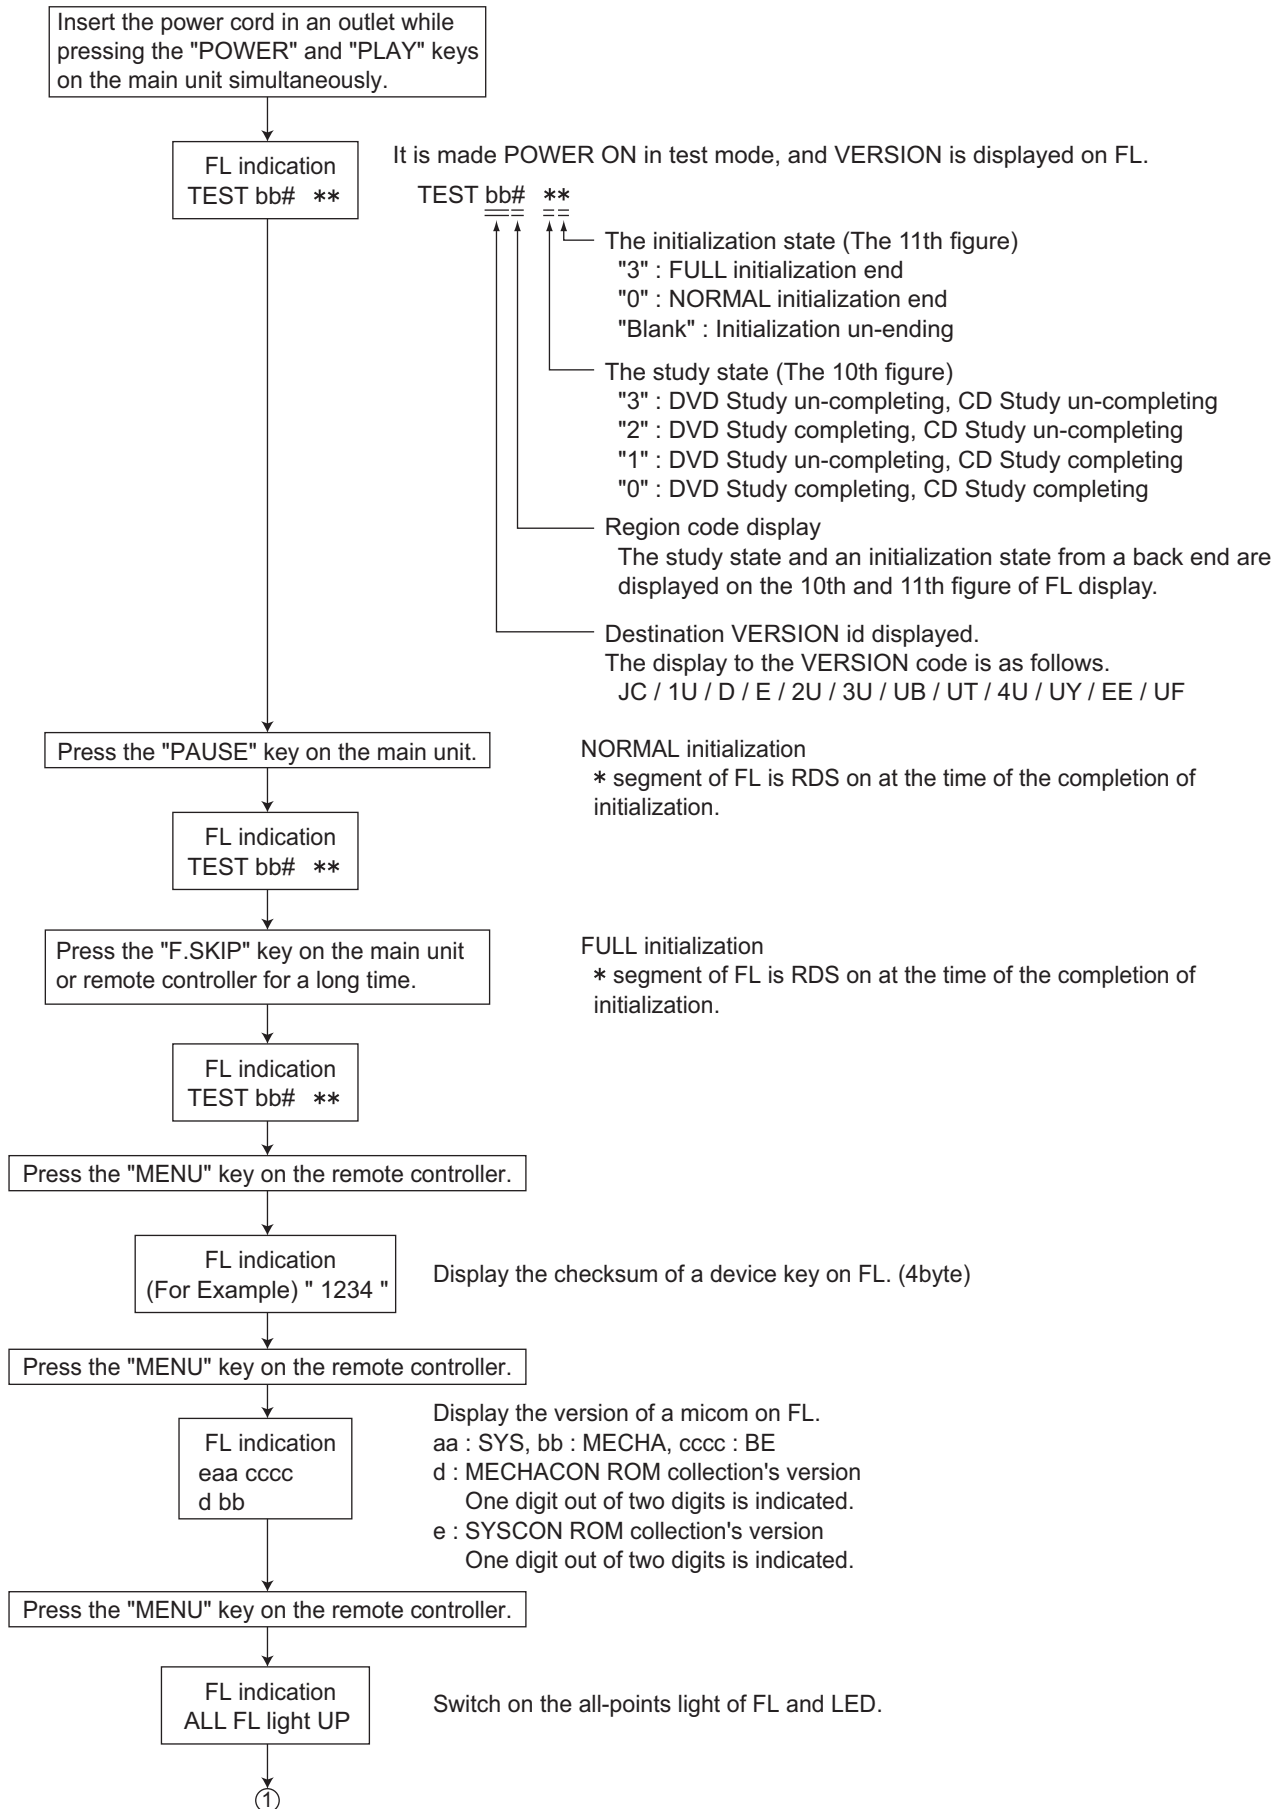 Insert the power cord in an outlet while
pressing the "POWER" and "PLAY" keys
on the main unit simultaneously.
FL indication
TEST bb# **
It is made POWER ON in test mode, and VERSION is displayed on FL.
TEST bb# **
The initialization state (The 11th figure)
"3" : FULL initialization end
"0" : NORMAL initialization end
"Blank" : Initialization un-ending
The study state (The 10th figure)
"3" : DVD Study un-completing, CD Study un-completing
"2" : DVD Study completing, CD Study un-completing
"1" : DVD Study un-completing, CD Study completing
"0" : DVD Study completing, CD Study completing
Region code display
The study state and an initialization state from a back end are
displayed on the 10th and 11th figure of FL display.
Destination VERSION id displayed.
The display to the VERSION code is as follows.
JC / 1U / D / E / 2U / 3U / UB / UT / 4U / UY / EE / UF
Press the "PAUSE" key on the main unit.
NORMAL initialization
* segment of FL is RDS on at the time of the completion of
initialization.
FL indication
TEST bb# **
Press the "F.SKIP" key on the main unit
or remote controller for a long time.
FULL initialization
* segment of FL is RDS on at the time of the completion of
initialization.
FL indication
TEST bb# **
Press the "MENU" key on the remote controller.
FL indication
(For Example) " 1234 "
Display the checksum of a device key on FL. (4byte)
Press the "MENU" key on the remote controller.
FL indication
eaa cccc
d bb
Display the version of a micom on FL.
aa : SYS, bb : MECHA, cccc : BE
d : MECHACON ROM collection's version
One digit out of two digits is indicated.
e : SYSCON ROM collection's version
One digit out of two digits is indicated.
Press the "MENU" key on the remote controller.
FL indication
ALL FL light UP
Switch on the all-points light of FL and LED.
1